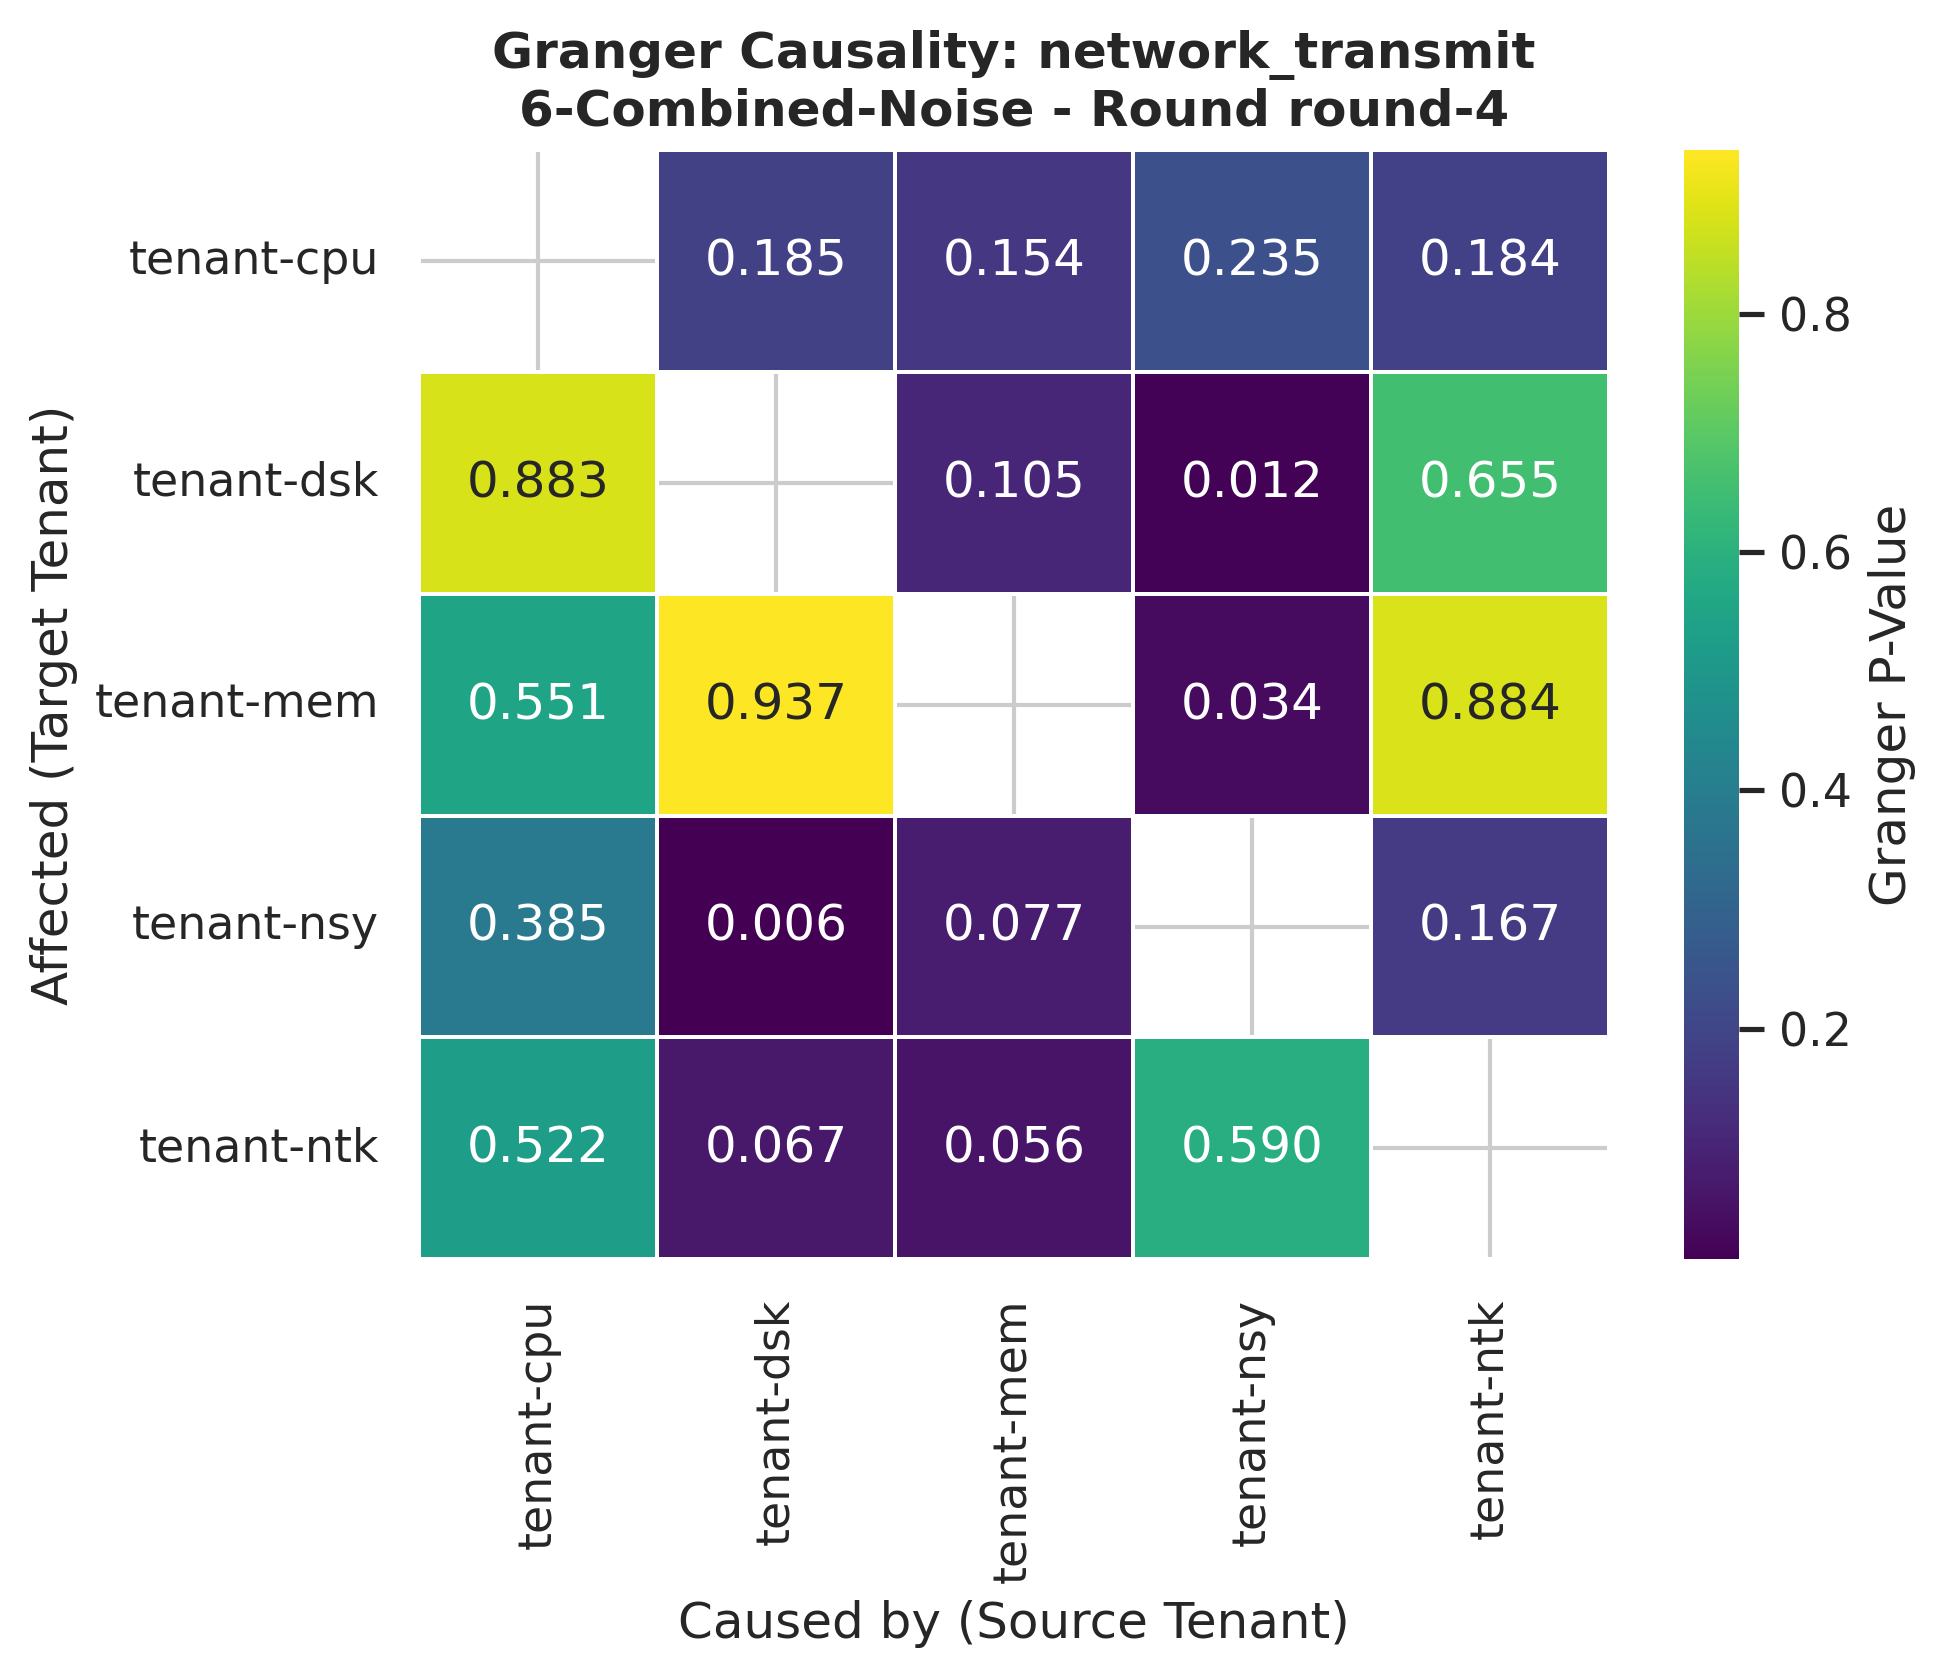 Granger Causality: network_transmit
6-Combined-Noise - Round round-4
Affected (Target Tenant)
tenant-cpu
0.185 0.154 0.235 0.184
tenant-dsk
0.883 0.105 0.012 0.655
tenant-mem
0.551 0.937 0.034 0.884
tenant-nsy
0.385 0.006 0.077 0.167
tenant-ntk
0.522 0.067 0.056 0.590
tenant-cpu
tenant-dsk
tenant-mem
tenant-nsy
tenant-ntk
Caused by (Source Tenant)
0.8
0.6
0.4
0.2
Granger P-Value